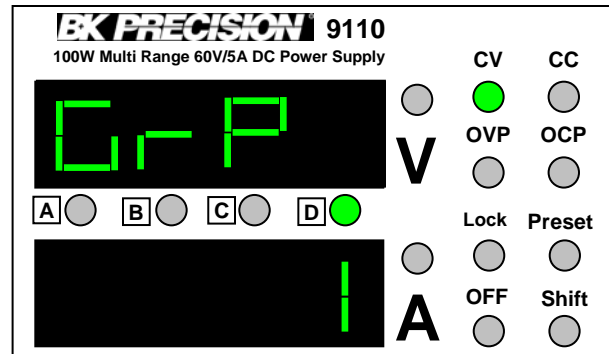 BK PRECISION 9110
100W Multi Range 60V/5A DC Power Supply
CV CC
GrP
V
OVP OCP
A B C D
Lock Preset
1
A
OFF Shift